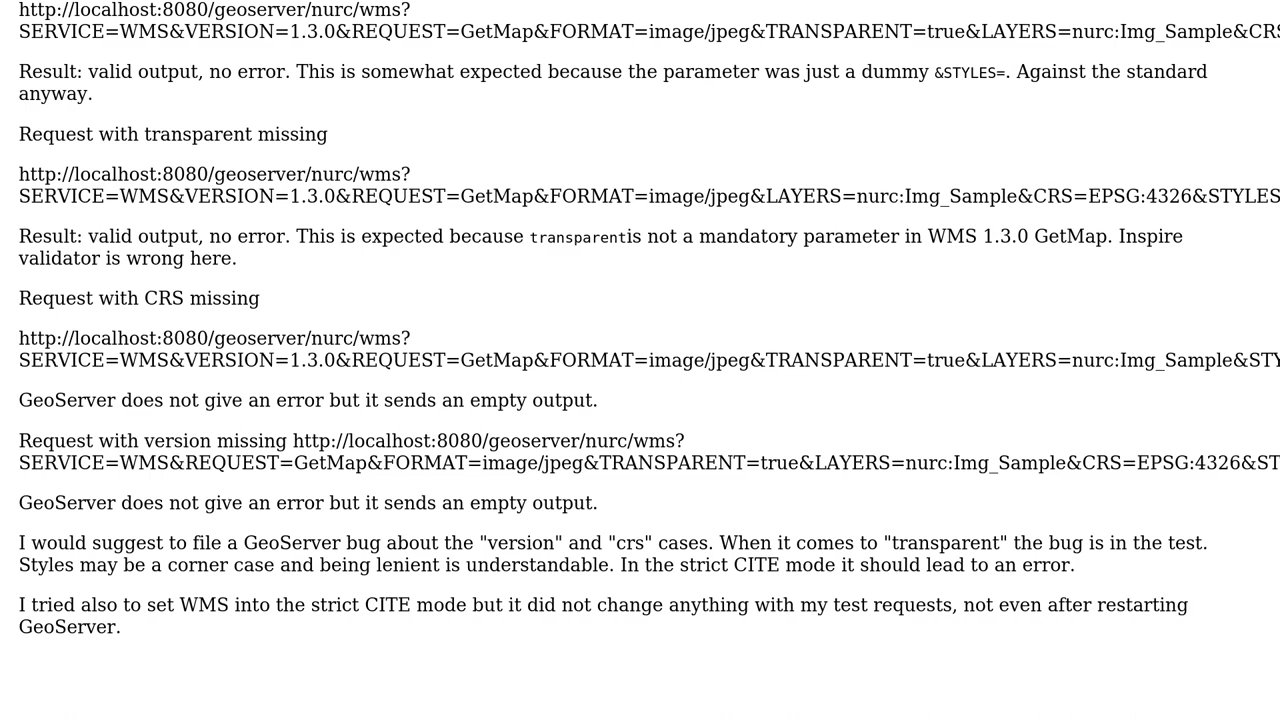 http://localhost:8080/geoserver/nurc/wms?
SERVICE=WMS&VERSION=1.3.0&REQUEST=GetMap&FORMAT=image/jpeg&TRANSPARENT=true&LAYERS=nurc:Img_Sample&CRS
Result: valid output, no error. This is somewhat expected because the parameter was just a dummy &STYLES=. Against the standard
anyway.
Request with transparent missing
http://localhost:8080/geoserver/nurc/wms?
SERVICE=WMS&VERSION=1.3.0&REQUEST=GetMap&FORMAT=image/jpeg&LAYERS=nurc:Img_Sample&CRS=EPSG:4326&STYLES
Result: valid output, no error. This is expected because transparentis not a mandatory parameter in WMS 1.3.0 GetMap. Inspire
validator is wrong here.
Request with CRS missing
http://localhost:8080/geoserver/nurc/wms?
SERVICE=WMS&VERSION=1.3.0&REQUEST=GetMap&FORMAT=image/jpeg&TRANSPARENT=true&LAYERS=nurc:Img_Sample&STY
GeoServer does not give an error but it sends an empty output.
Request with version missing http://localhost:8080/geoserver/nurc/wms?
SERVICE=WMS&REQUEST=GetMap&FORMAT=image/jpeg&TRANSPARENT=true&LAYERS=nurc:Img_Sample&CRS=EPSG:4326&ST
GeoServer does not give an error but it sends an empty output.
I would suggest to file a GeoServer bug about the "version" and "crs" cases. When it comes to "transparent" the bug is in the test.
Styles may be a corner case and being lenient is understandable. In the strict CITE mode it should lead to an error.
I tried also to set WMS into the strict CITE mode but it did not change anything with my test requests, not even after restarting
GeoServer.